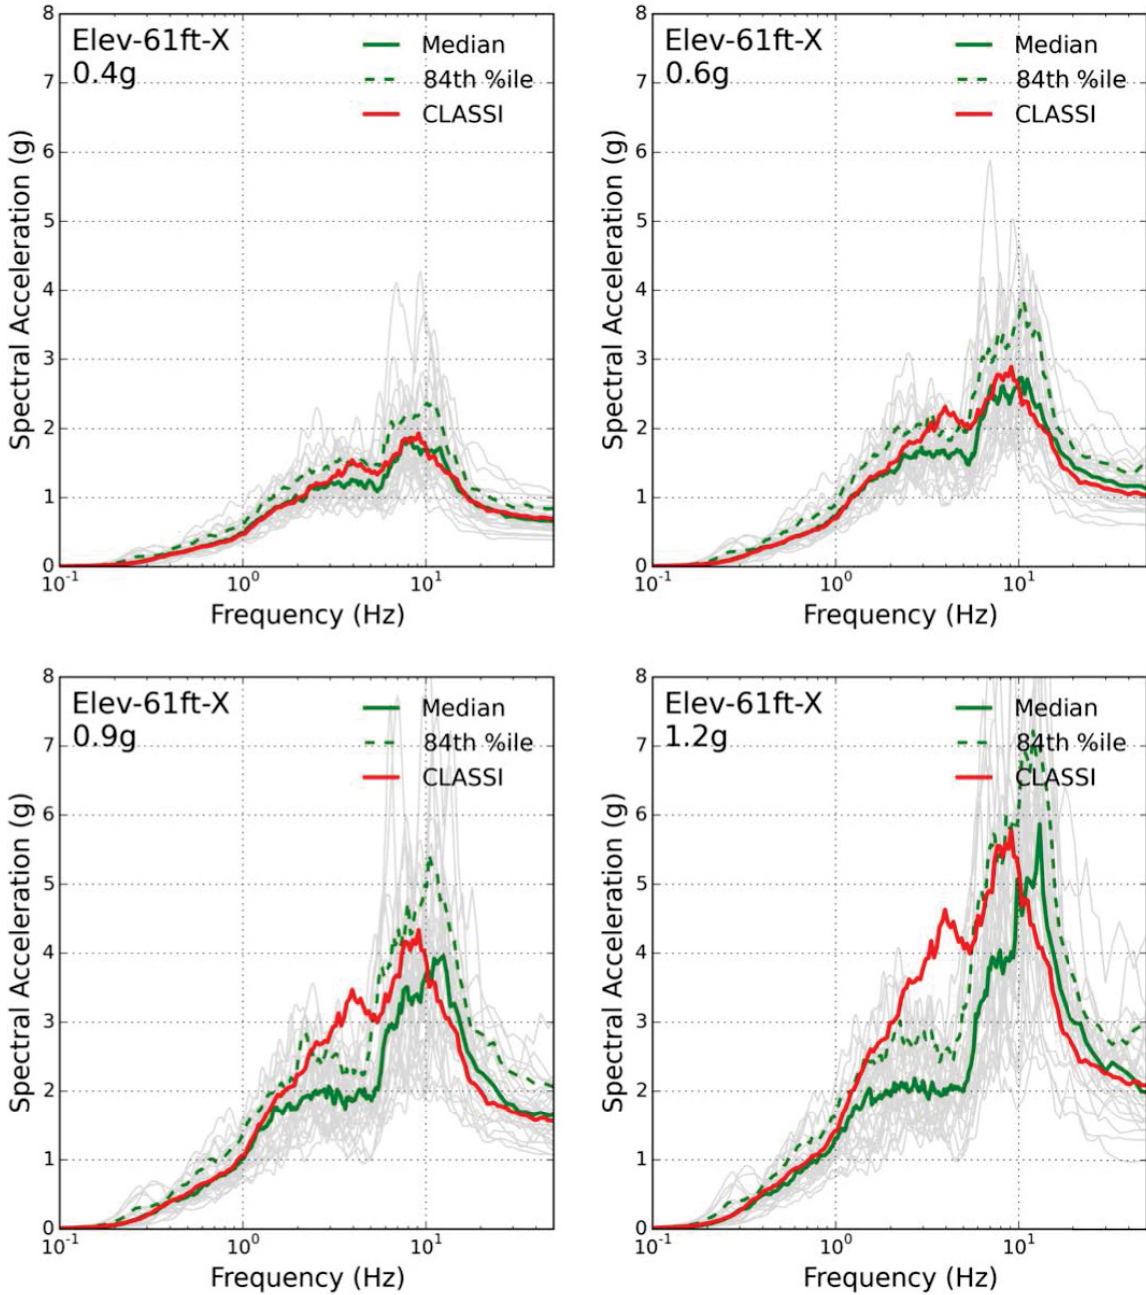 Elev-61ft-X
0.4g
Median
84th %ile
CLASSI
Spectral Acceleration (g)
8
7
6
5
4
3
2
1
0
10^-1
10^0
10^1
Frequency (Hz)
Elev-61ft-X
0.6g
Median
84th %ile
CLASSI
Spectral Acceleration (g)
8
7
6
5
4
3
2
1
0
10^-1
10^0
10^1
Frequency (Hz)
Elev-61ft-X
0.9g
Median
84th %ile
CLASSI
Spectral Acceleration (g)
8
7
6
5
4
3
2
1
0
10^-1
10^0
10^1
Frequency (Hz)
Elev-61ft-X
1.2g
Median
84th %ile
CLASSI
Spectral Acceleration (g)
8
7
6
5
4
3
2
1
0
10^-1
10^0
10^1
Frequency (Hz)